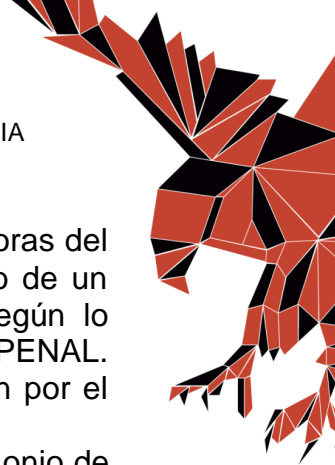 IA
oras del
o de un
egún lo
PENAL.
n por el
onio de